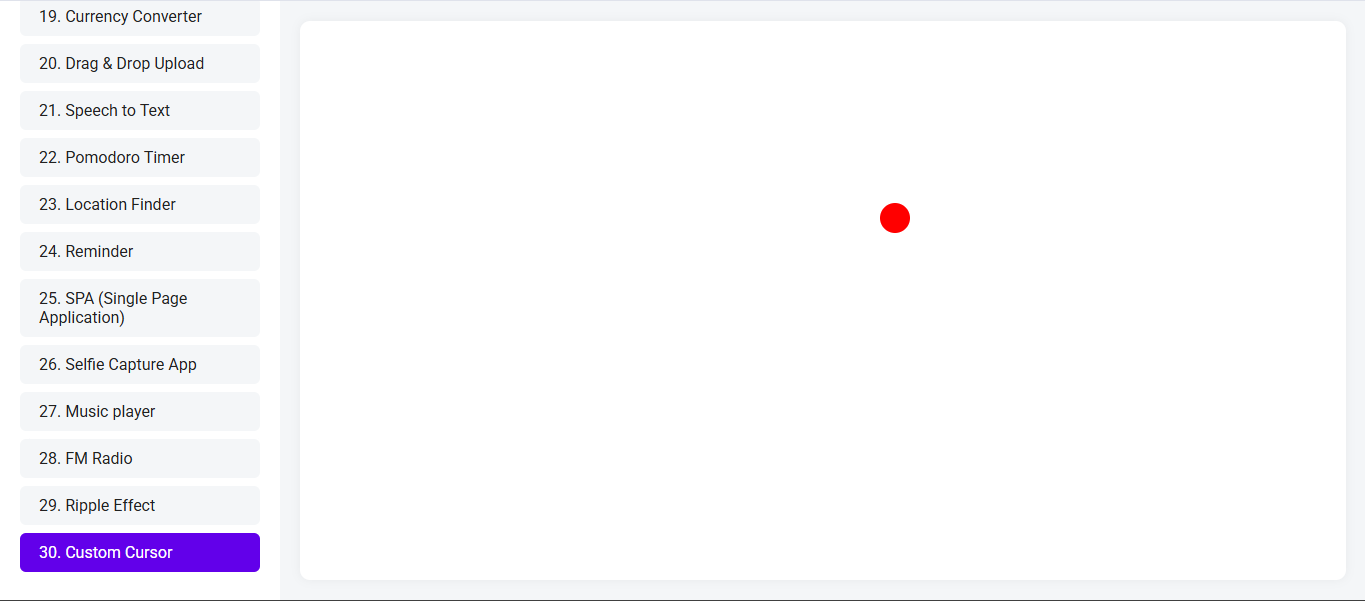 19. Currency Converter
20. Drag & Drop Upload
21. Speech to Text
22. Pomodoro Timer
23. Location Finder
24. Reminder
25. SPA (Single Page
Application)
26. Selfie Capture App
27. Music player
28. FM Radio
29. Ripple Effect
30. Custom Cursor